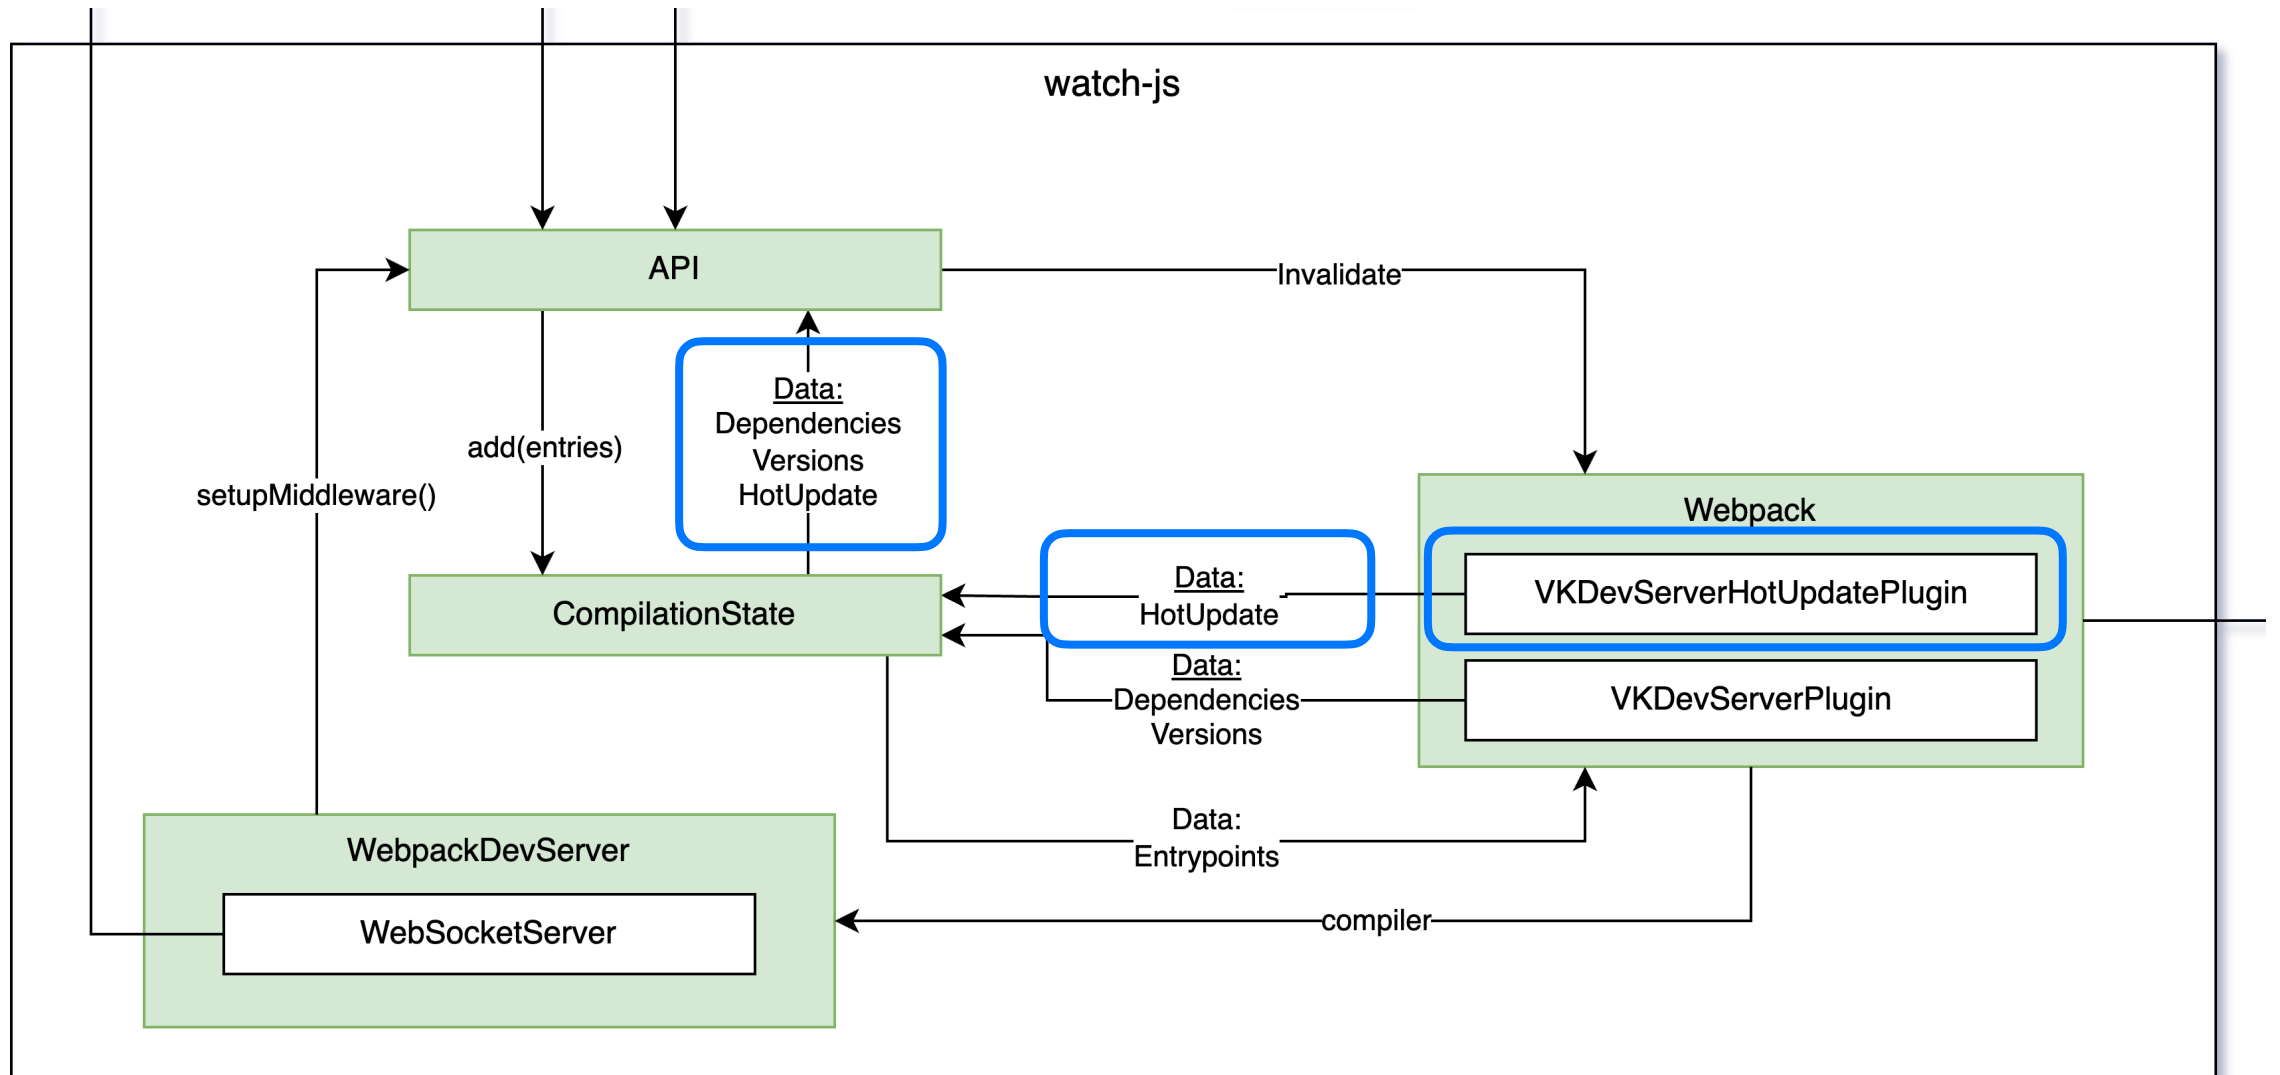 watch-js
API
Invalidate
Data:
Dependencies
Versions
HotUpdate
add(entries)
setupMiddleware()
Webpack
VKDevServerHotUpdatePlugin
Data:
HotUpdate
CompilationState
Data:
Dependencies
Versions
VKDevServerPlugin
Data:
Entrypoints
WebpackDevServer
WebSocketServer
compiler